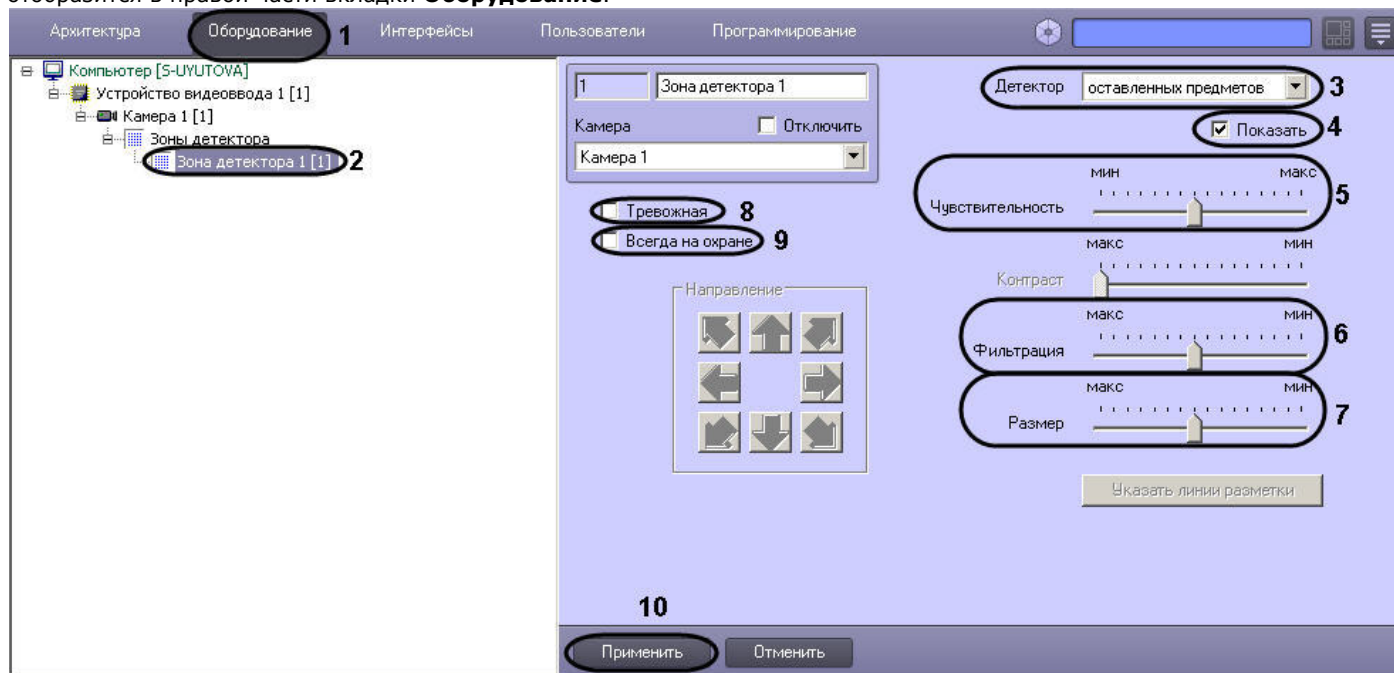 отобразится в правой части вкладки Оборудование.
Архитектура Оборудование 1 Интерфейсы Пользователи Программирование
Компьютер [S-UYUTOVA]
Устройство видеоввода 1 [1]
Камера 1 [1]
Зоны детектора
Зона детектора 1 [1] 2
1 Зона детектора 1
Камера Отключить
Камера 1
Тревожная 8
Всегда на охране 9
Направление
Детектор оставленных предметов 3
Показать 4
мин макс
Чувствительность 5
макс мин
Контраст
макс мин
Фильтрация 6
макс мин
Размер 7
Указать линии разметки
10
Применить Отменить